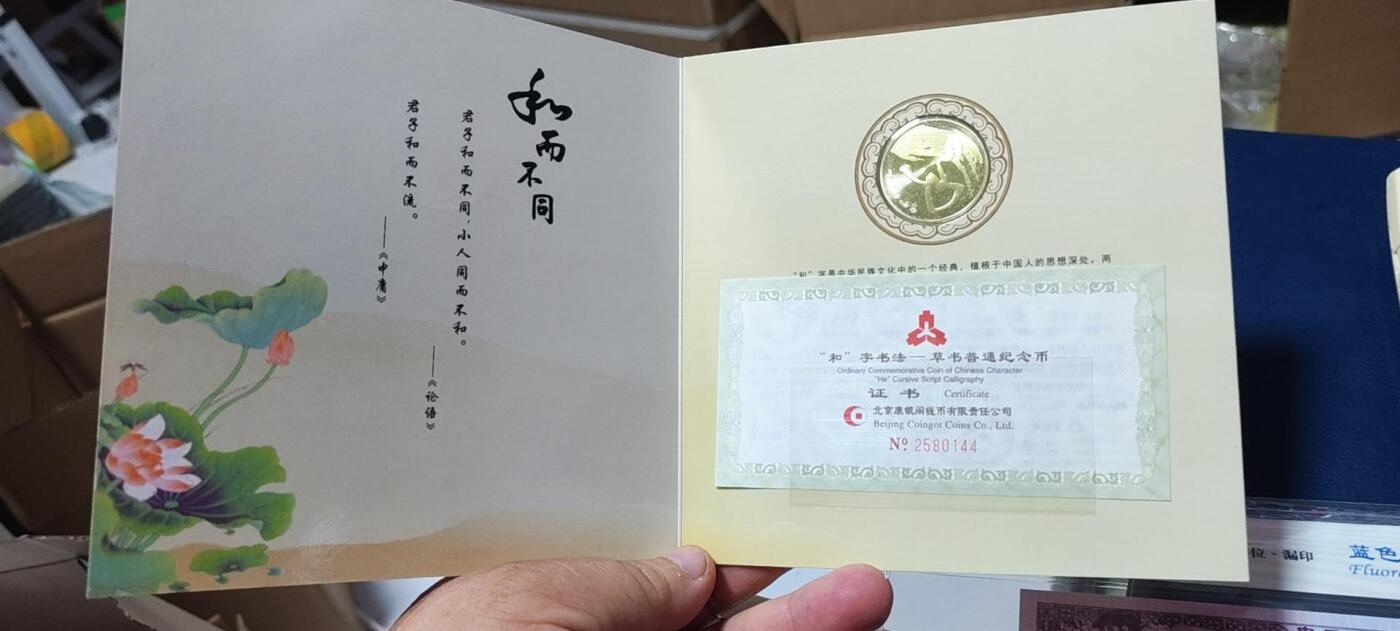 和而不同
君子和而不同，小人同而不和。
——《论语》
君子和而不流。
——《中庸》
“和”字是中华民族文化中的一个经典，植根于中国人的思想深处。两
“和”字书法—草书普通纪念币
Ordinary Commemorative Coin of Chinese Character
"He" Cursive Script Calligraphy
证书 Certificate
北京康银阁钱币有限责任公司
Beijing Coingot Coins Co., Ltd.
Nº 2580144
位·漏印
蓝色
Fluor